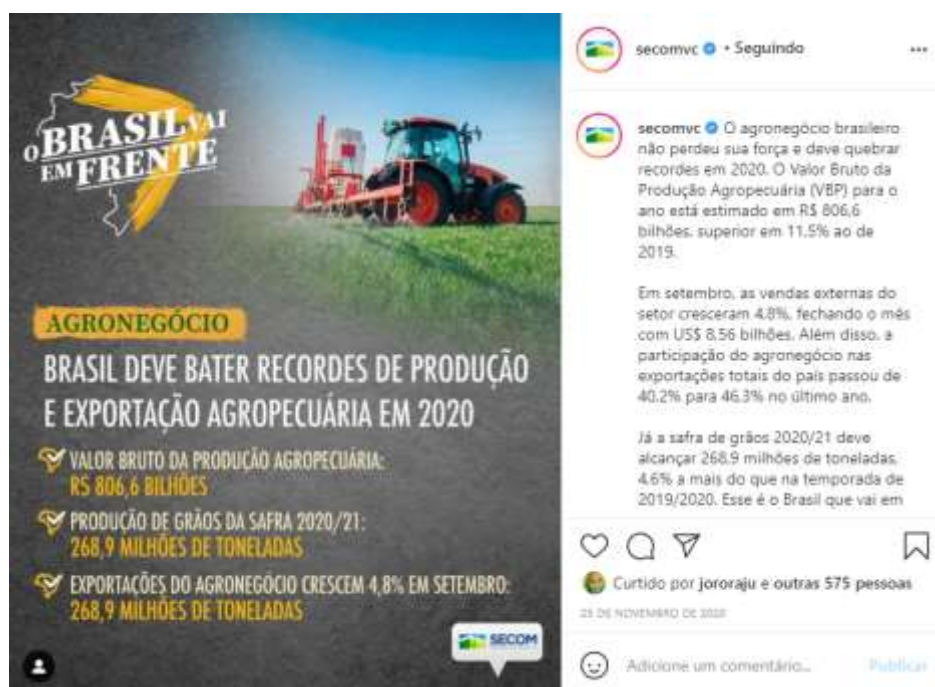 O BRASIL VAI
EM FRENTE
AGRONEGÓCIO
BRASIL DEVE BATER RECORDES DE PRODUÇÃO
E EXPORTAÇÃO AGROPECUÁRIA EM 2020
VALOR BRUTO DA PRODUÇÃO AGROPECUÁRIA:
R$ 806,6 BILHÕES
PRODUÇÃO DE GRÃOS DA SAFRA 2020/21:
268,9 MILHÕES DE TONELADAS
EXPORTAÇÕES DO AGRONEGÓCIO CRESCEM 4,8% EM SETEMBRO:
268,9 MILHÕES DE TONELADAS
SECOM
secomvc • Seguindo
secomvc O agronegócio brasileiro
não perdeu sua força e deve quebrar
recordes em 2020. O Valor Bruto da
Produção Agropecuária (VBP) para o
ano está estimado em R$ 806,6
bilhões, superior em 11,5% ao de
2019.
Em setembro, as vendas externas do
setor cresceram 4,8%, fechando o mês
com US$ 8,56 bilhões. Além disso, a
participação do agronegócio nas
exportações totais do país passou de
40,2% para 46,3% no último ano.
Já a safra de grãos 2020/21 deve
alcançar 268,9 milhões de toneladas,
4,6% a mais do que na temporada de
2019/2020. Esse é o Brasil que vai em
Curtido por jororaju e outras 575 pessoas
25 DE NOVEMBRO DE 2020
Adicione um comentário...
Publicar